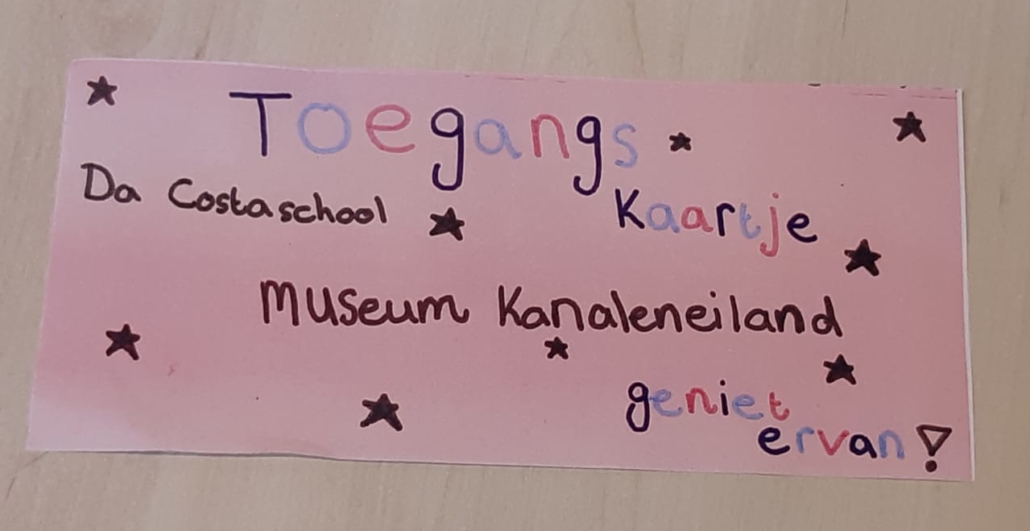 Toegangs
Da Costaschool
Kaartje
Museum Kanaleneiland
geniet
ervan!